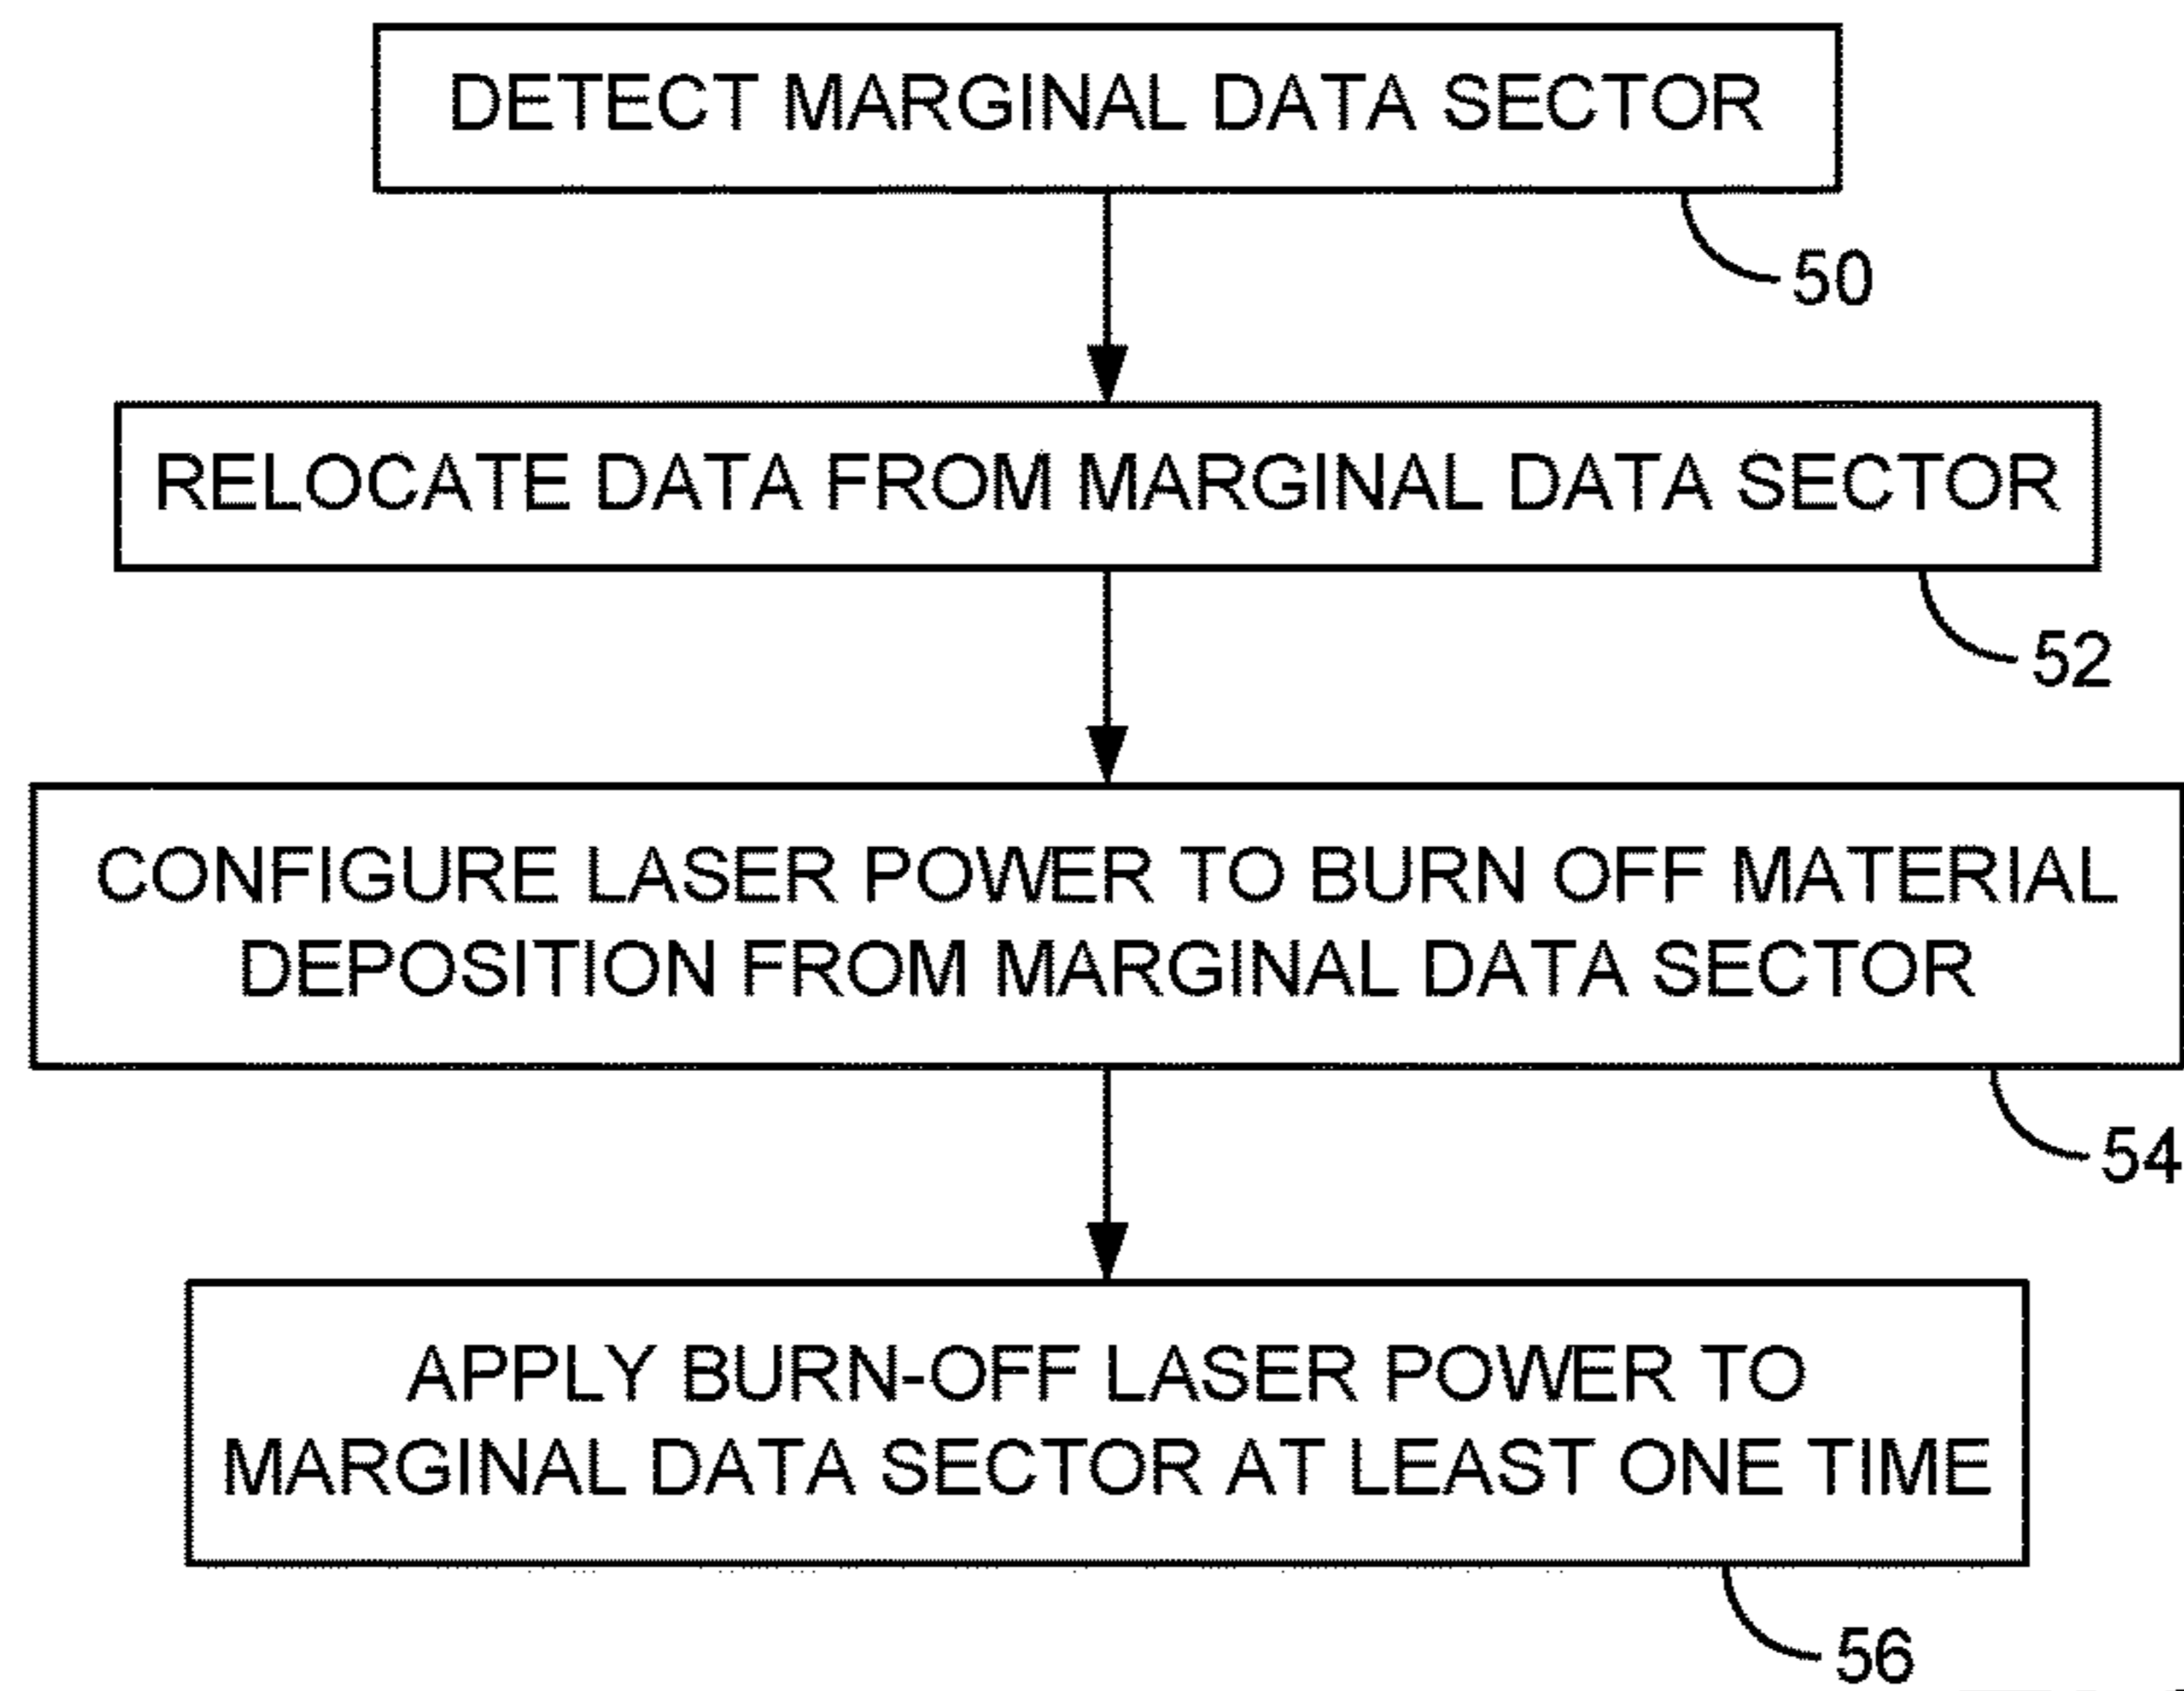 DETECT MARGINAL DATA SECTOR
50
RELOCATE DATA FROM MARGINAL DATA SECTOR
52
CONFIGURE LASER POWER TO BURN OFF MATERIAL
DEPOSITION FROM MARGINAL DATA SECTOR
54
APPLY BURN-OFF LASER POWER TO
MARGINAL DATA SECTOR AT LEAST ONE TIME
56